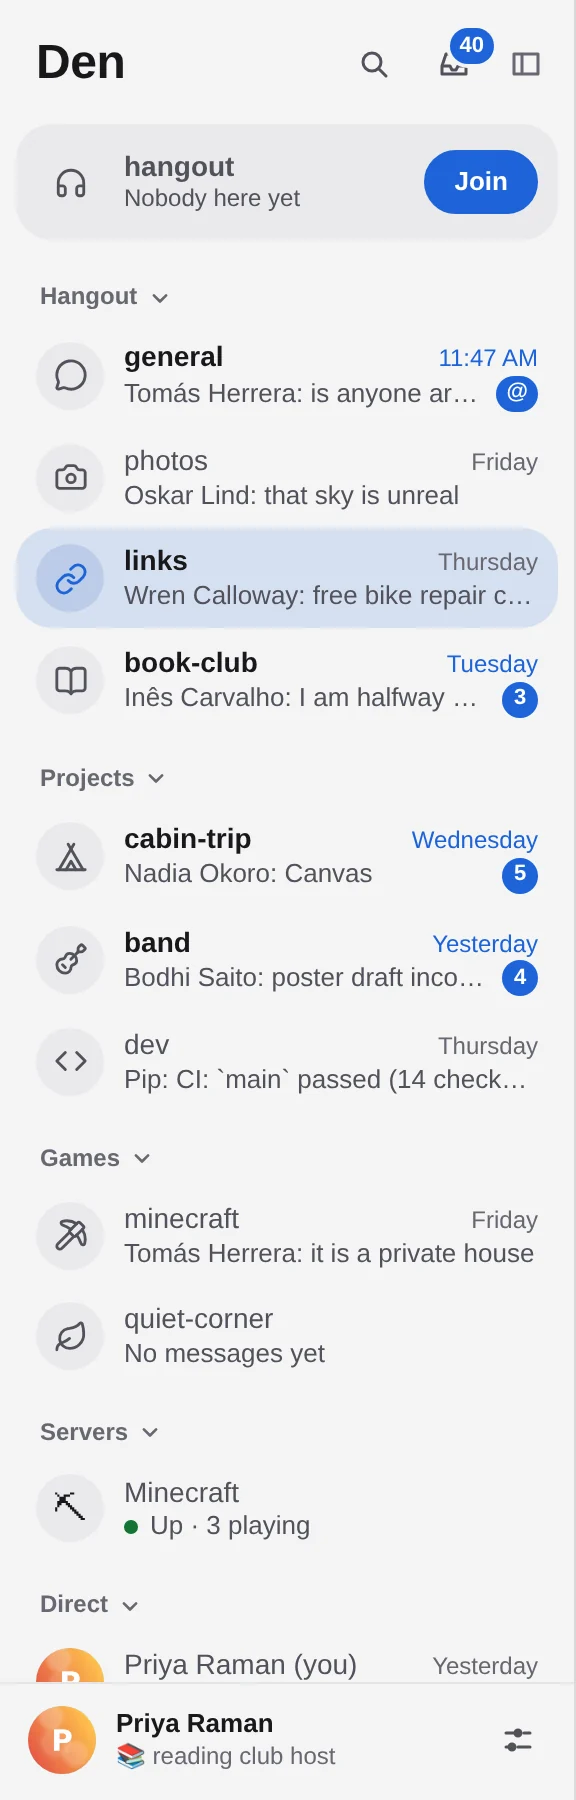 Den
40
hangout
Nobody here yet
Join
Hangout
general
11:47 AM
Tomás Herrera: is anyone ar…
@
photos
Friday
Oskar Lind: that sky is unreal
links
Thursday
Wren Calloway: free bike repair c…
book-club
Tuesday
Inês Carvalho: I am halfway …
3
Projects
cabin-trip
Wednesday
Nadia Okoro: Canvas
5
band
Yesterday
Bodhi Saito: poster draft inco…
4
dev
Thursday
Pip: CI: `main` passed (14 check…
Games
minecraft
Friday
Tomás Herrera: it is a private house
quiet-corner
No messages yet
Servers
Minecraft
Up · 3 playing
Direct
P
Priya Raman (you)
Yesterday
P
Priya Raman
📚 reading club host